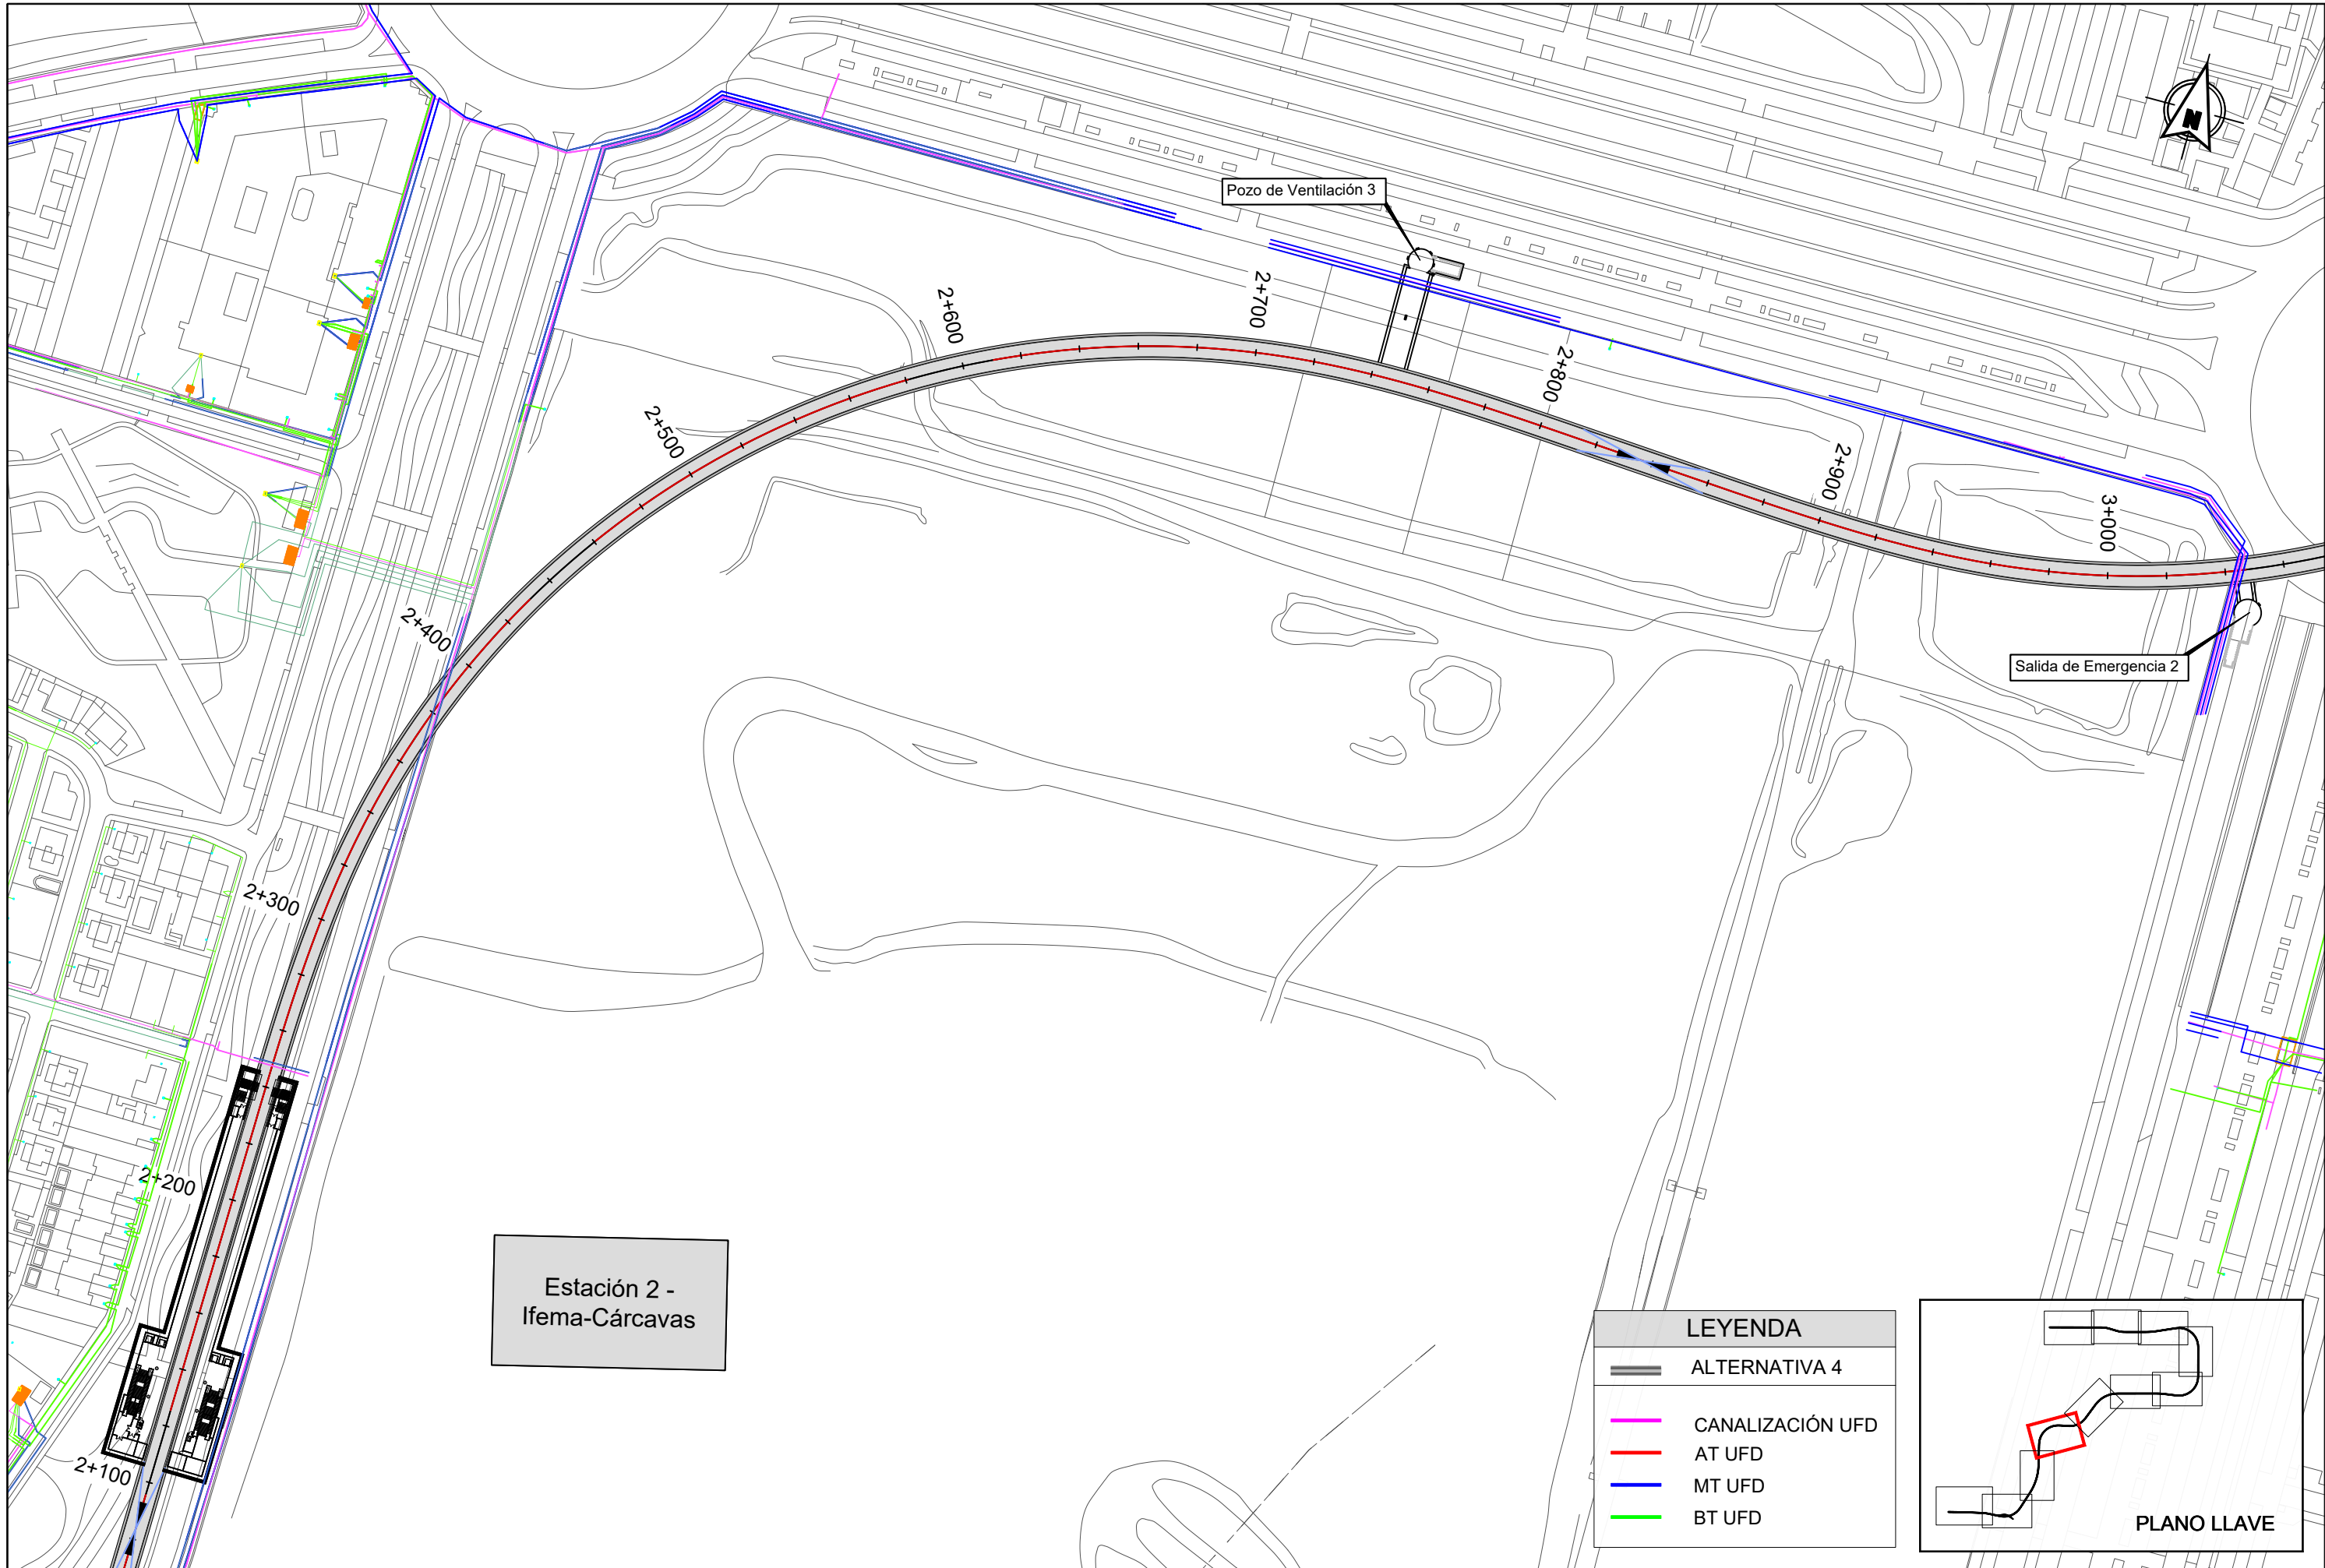 N
Pozo de Ventilación 3
2+600
2+700
2+800
2+500
2+900
3+000
2+400
Salida de Emergencia 2
2+300
2+200
Estación 2 -
Ifema-Cárcavas
2+100
LEYENDA
ALTERNATIVA 4
CANALIZACIÓN UFD
AT UFD
MT UFD
BT UFD
PLANO LLAVE